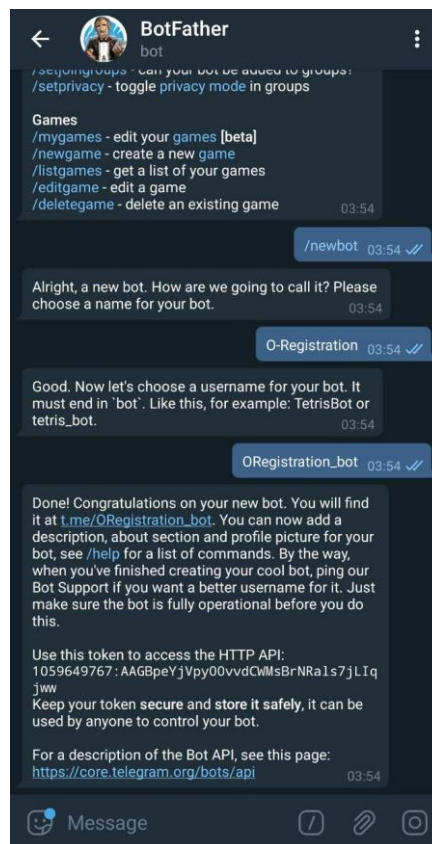 BotFather
bot
/setjoingroups - can your bot be added to groups?
/setprivacy - toggle privacy mode in groups
Games
/mygames - edit your games [beta]
/newgame - create a new game
/listgames - get a list of your games
/editgame - edit a game
/deletegame - delete an existing game
03:54
/newbot 03:54
Alright, a new bot. How are we going to call it? Please
choose a name for your bot.
03:54
O-Registration 03:54
Good. Now let's choose a username for your bot. It
must end in `bot`. Like this, for example: TetrisBot or
tetris_bot.
03:54
ORegistration_bot 03:54
Done! Congratulations on your new bot. You will find
it at t.me/ORegistration_bot. You can now add a
description, about section and profile picture for your
bot, see /help for a list of commands. By the way,
when you've finished creating your cool bot, ping our
Bot Support if you want a better username for it. Just
make sure the bot is fully operational before you do
this.
Use this token to access the HTTP API:
1059649767:AAGBpeYjVpyO0vvdCWMsBrNRals7jLIq
jww
Keep your token secure and store it safely, it can be
used by anyone to control your bot.
For a description of the Bot API, see this page:
https://core.telegram.org/bots/api
03:54
Message